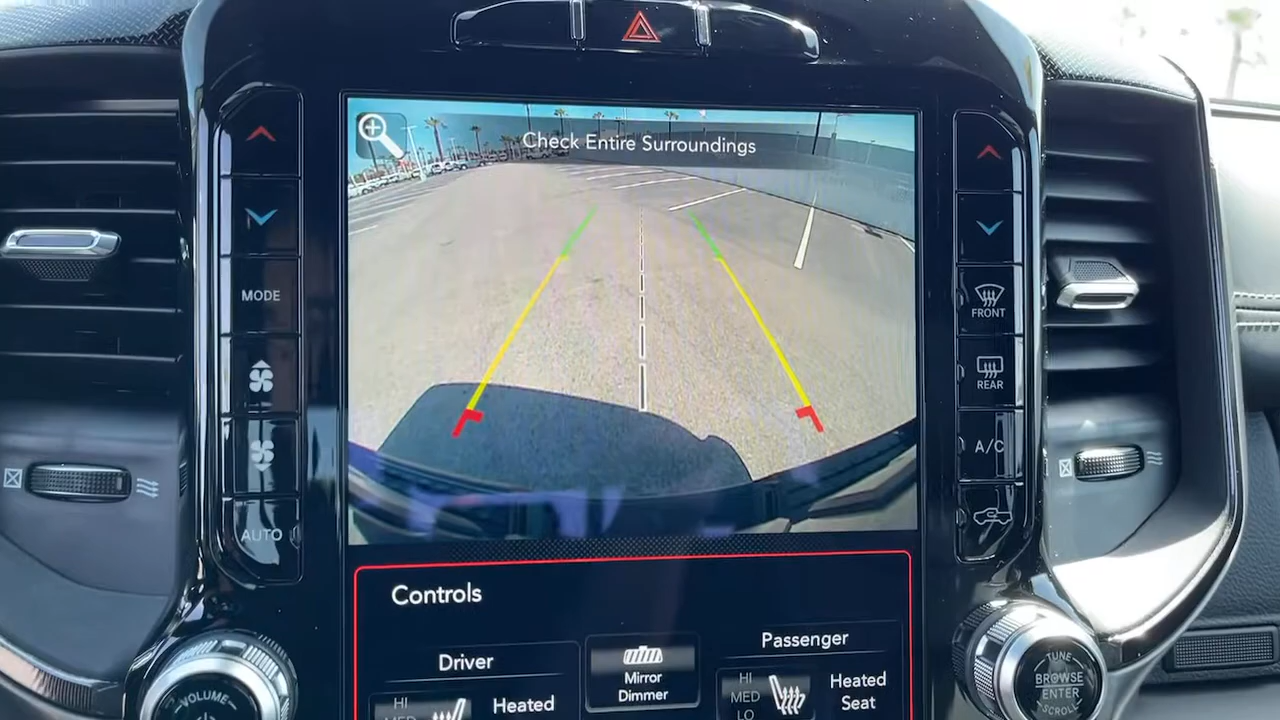 Check Entire Surroundings
MODE
FRONT
REAR
A/C
AUTO
Controls
Driver
Mirror
Dimmer
Passenger
HI
MED
Heated
HI
MED
LO
Heated
Seat
VOLUME
TUNE
BROWSE
ENTER
SCROLL